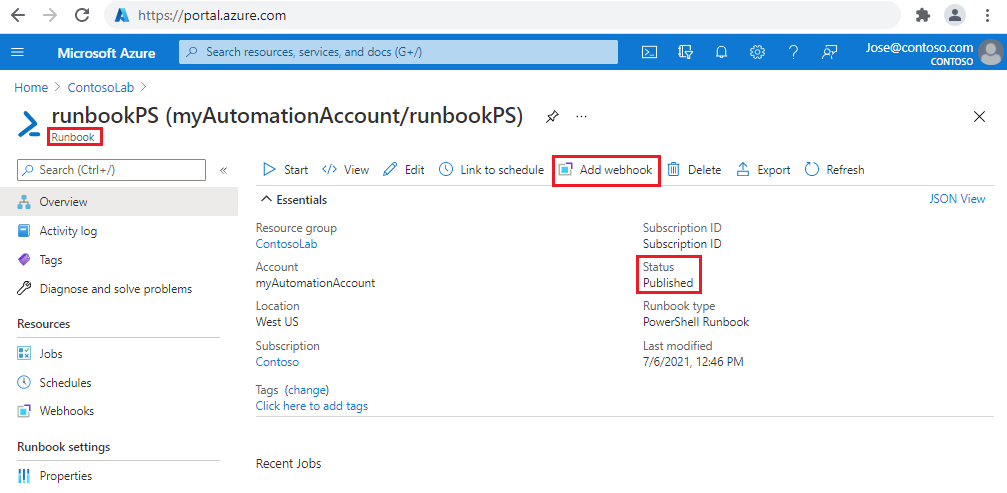 https://portal.azure.com
Microsoft Azure
Search resources, services, and docs (G+/)
Jose@contoso.com
CONTOSO
Home > ContosoLab >
runbookPS (myAutomationAccount/runbookPS)
Runbook
Search (Ctrl+/)
Start View Edit Link to schedule Add webhook Delete Export Refresh
Overview
Activity log
Tags
Diagnose and solve problems
Resources
Jobs
Schedules
Webhooks
Runbook settings
Properties
Essentials
JSON View
Resource group
ContosoLab
Account
myAutomationAccount
Location
West US
Subscription
Contoso
Subscription ID
Subscription ID
Status
Published
Runbook type
PowerShell Runbook
Last modified
7/6/2021, 12:46 PM
Tags (change)
Click here to add tags
Recent Jobs